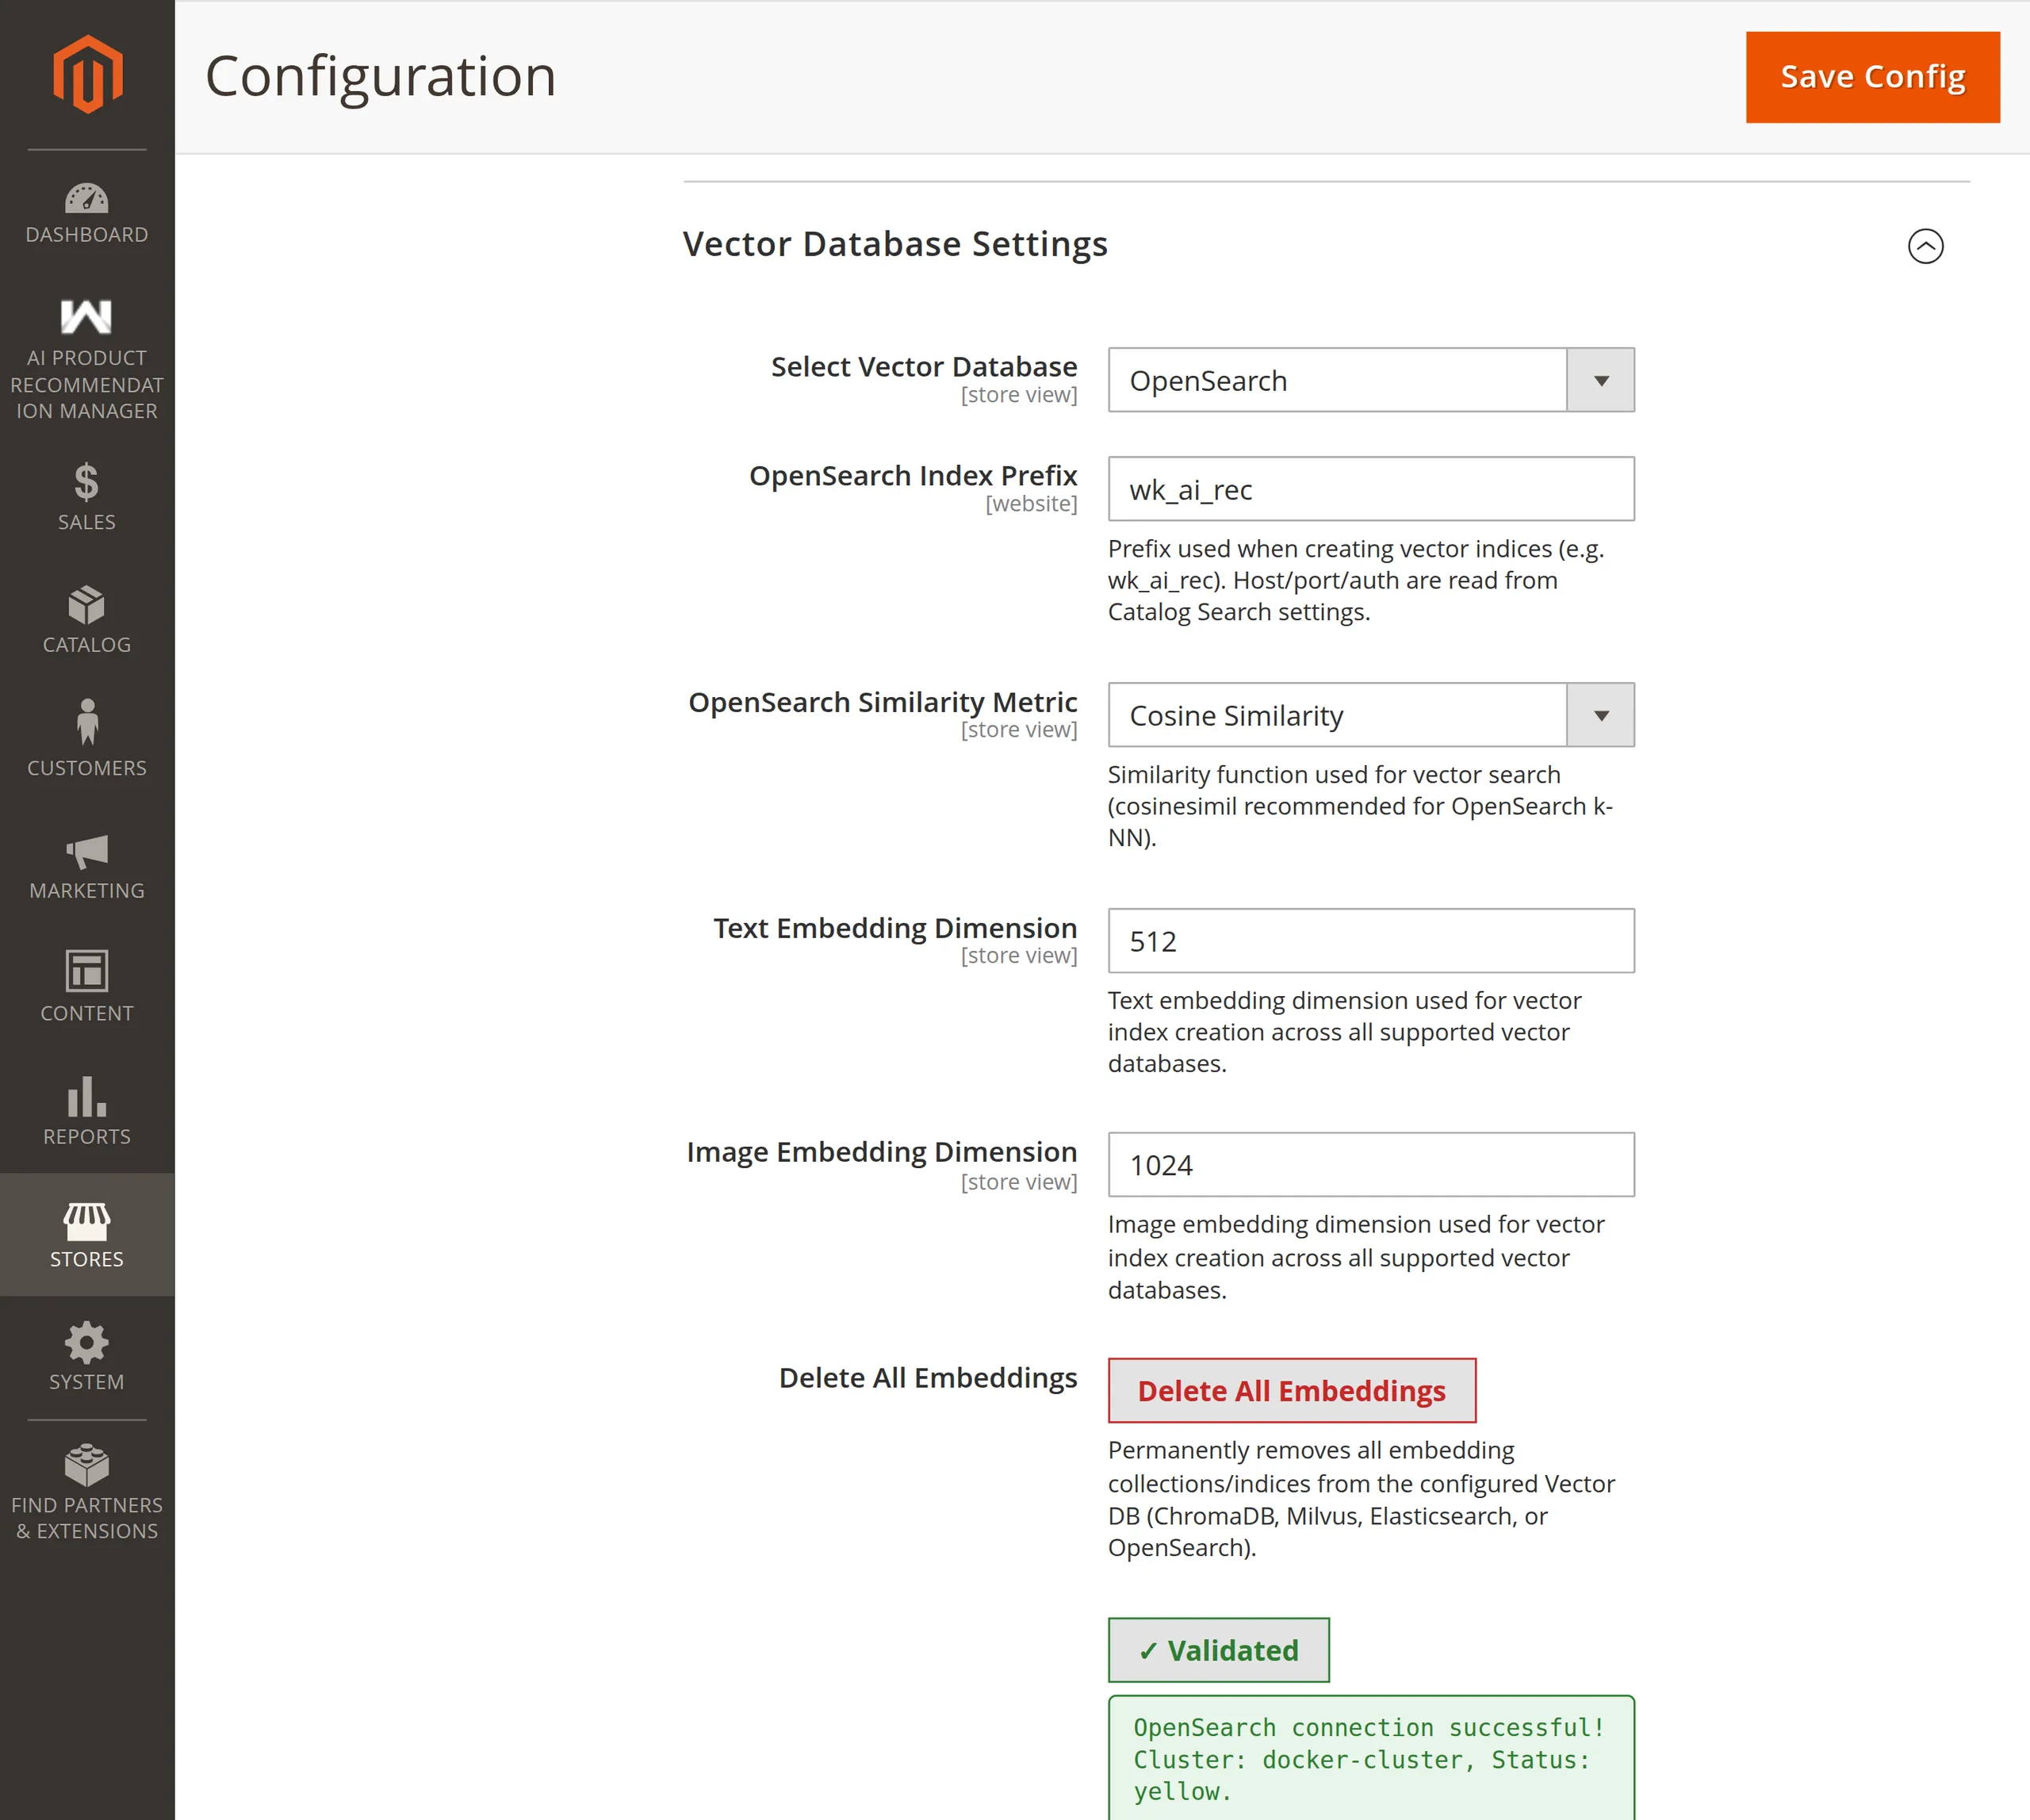 Configuration
Save Config
DASHBOARD
AI PRODUCT
RECOMMENDAT
ION MANAGER
SALES
CATALOG
CUSTOMERS
MARKETING
CONTENT
REPORTS
STORES
SYSTEM
FIND PARTNERS
& EXTENSIONS
Vector Database Settings
Select Vector Database
[store view]
OpenSearch
OpenSearch Index Prefix
[website]
wk_ai_rec
Prefix used when creating vector indices (e.g.
wk_ai_rec). Host/port/auth are read from
Catalog Search settings.
OpenSearch Similarity Metric
[store view]
Cosine Similarity
Similarity function used for vector search
(cosinesimil recommended for OpenSearch k-
NN).
Text Embedding Dimension
[store view]
512
Text embedding dimension used for vector
index creation across all supported vector
databases.
Image Embedding Dimension
[store view]
1024
Image embedding dimension used for vector
index creation across all supported vector
databases.
Delete All Embeddings
Delete All Embeddings
Permanently removes all embedding
collections/indices from the configured Vector
DB (ChromaDB, Milvus, Elasticsearch, or
OpenSearch).
✓ Validated
OpenSearch connection successful!
Cluster: docker-cluster, Status:
yellow.